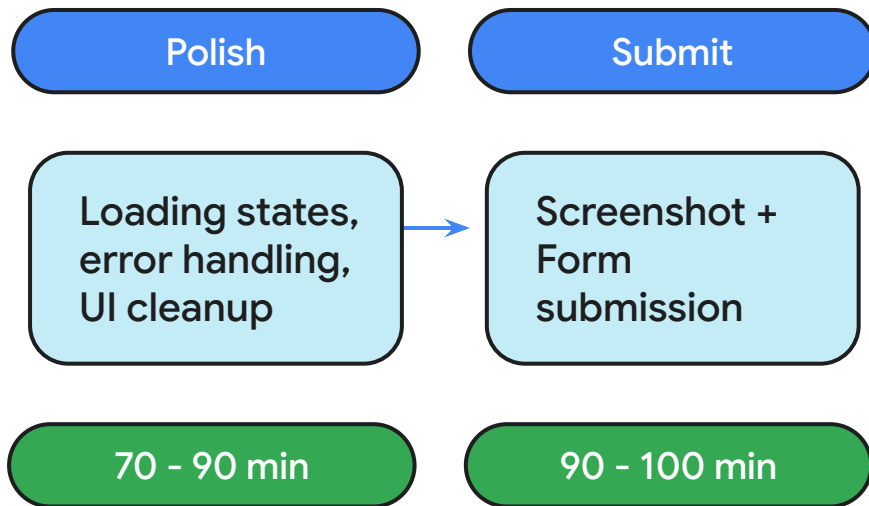 Polish
Submit
Loading states,
error handling,
UI cleanup
Screenshot +
Form
submission
70 - 90 min
90 - 100 min